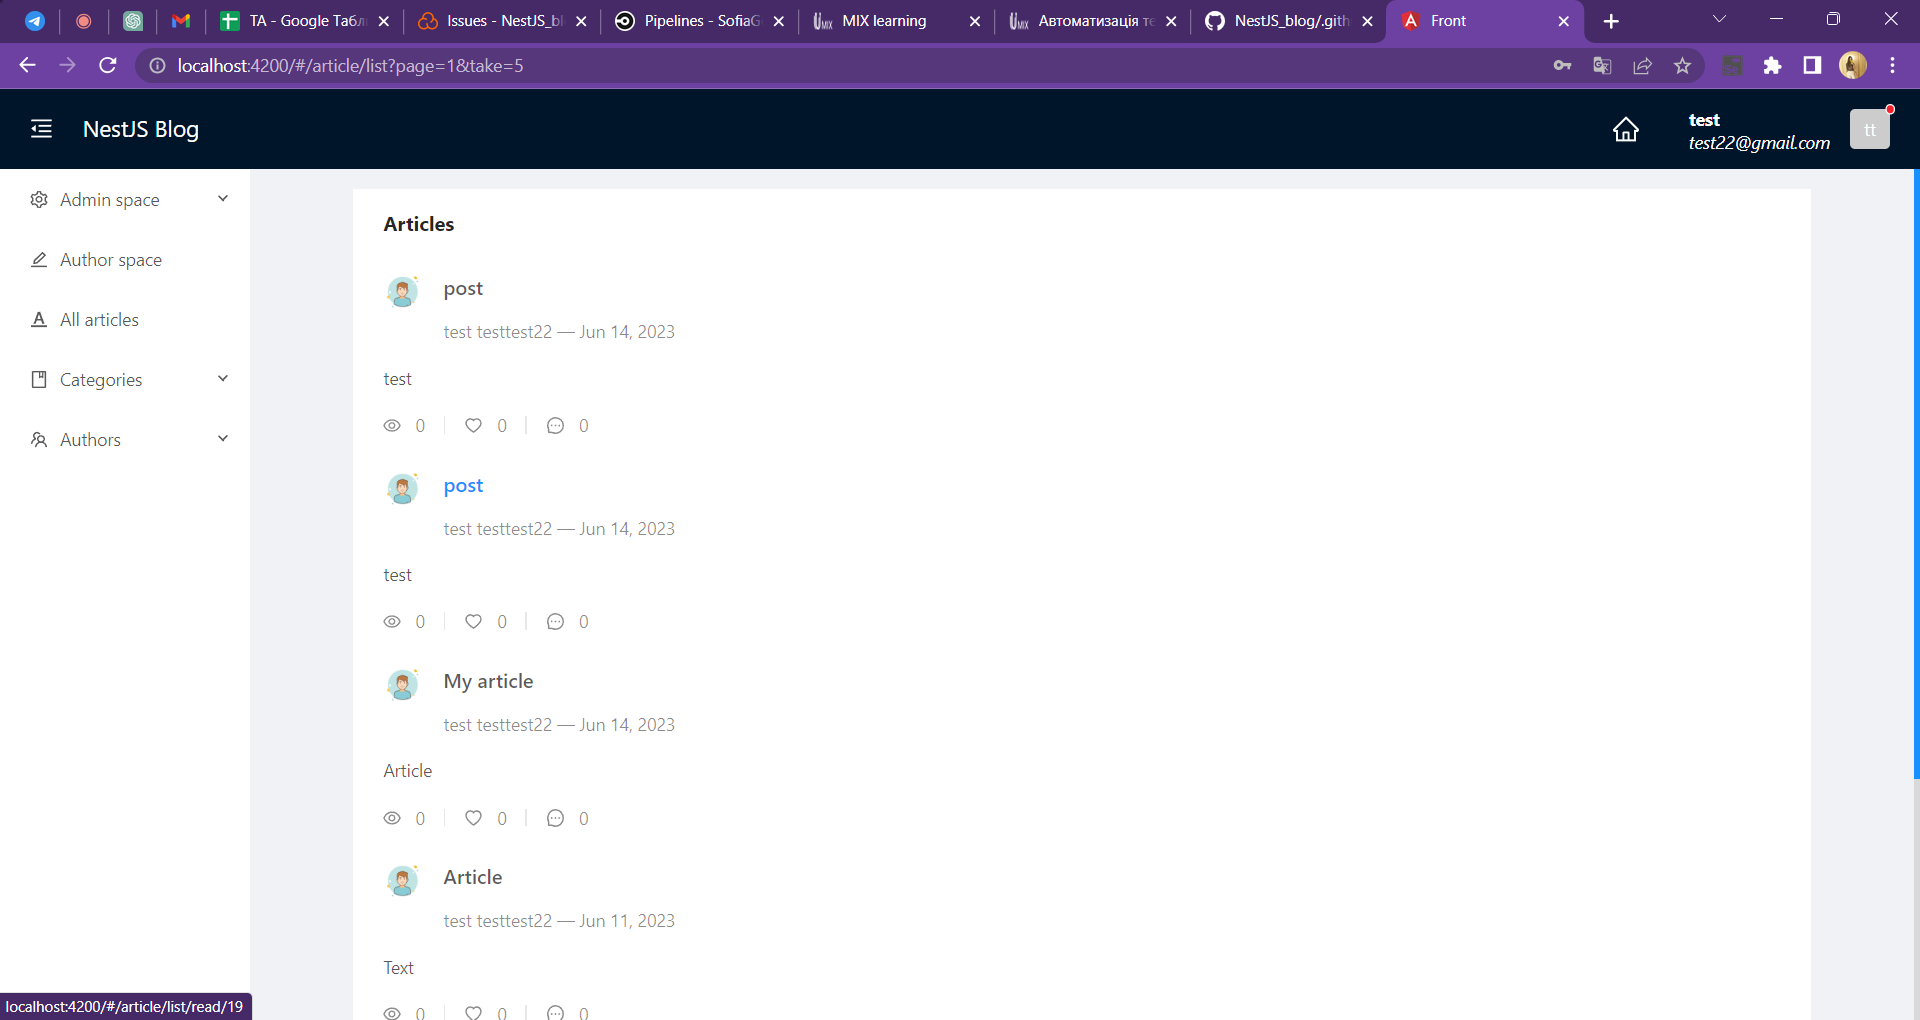 TA - Google Табл
Issues - NestJS_bl
Pipelines - SofiaG
MIX learning
Автоматизація те
NestJS_blog/.gith
Front
localhost:4200/#/article/list?page=1&take=5
NestJS Blog
test
test22@gmail.com
tt
Admin space
Author space
All articles
Categories
Authors
Articles
post
test testtest22 — Jun 14, 2023
test
0 0 0
post
test testtest22 — Jun 14, 2023
test
0 0 0
My article
test testtest22 — Jun 14, 2023
Article
0 0 0
Article
test testtest22 — Jun 11, 2023
Text
0 0 0
localhost:4200/#/article/list/read/19